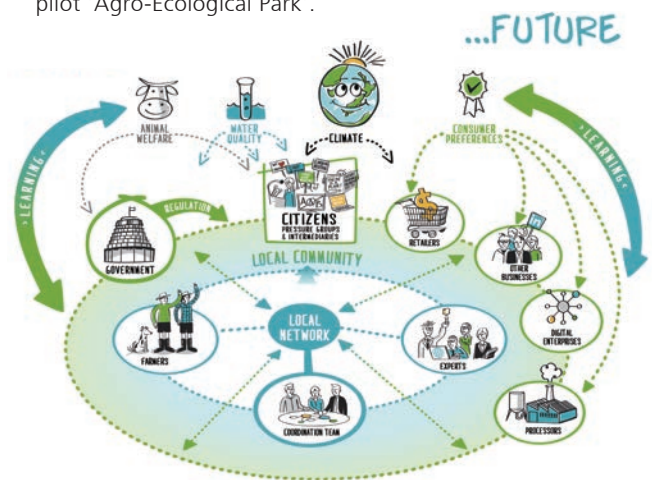 pilot 'Agro-Ecological Park'.
...FUTURE
ANIMAL
WELFARE
WATER
QUALITY
CLIMATE
CONSUMER
PREFERENCES
›LEARNING‹
›LEARNING‹
GOVERNMENT
REGULATION
CITIZENS
PRESSURE GROUPS
& INTERMEDIARIES
RETAILERS
OTHER
BUSINESSES
LOCAL COMMUNITY
FARMERS
LOCAL
NETWORK
EXPERTS
DIGITAL
ENTERPRISES
COORDINATION TEAM
PROCESSORS